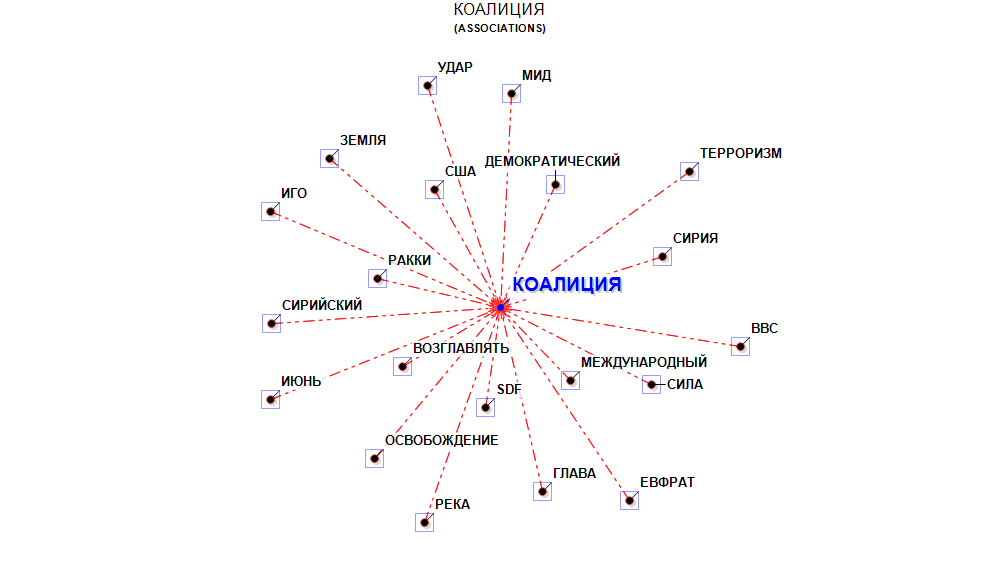 КОАЛИЦИЯ
(ASSOCIATIONS)
УДАР
МИД
ЗЕМЛЯ
ДЕМОКРАТИЧЕСКИЙ
ТЕРРОРИЗМ
США
ИГО
СИРИЯ
РАККИ
КОАЛИЦИЯ
СИРИЙСКИЙ
ВВС
ВОЗГЛАВЛЯТЬ
МЕЖДУНАРОДНЫЙ
ИЮНЬ
СИЛА
SDF
ОСВОБОЖДЕНИЕ
ГЛАВА
ЕВФРАТ
РЕКА